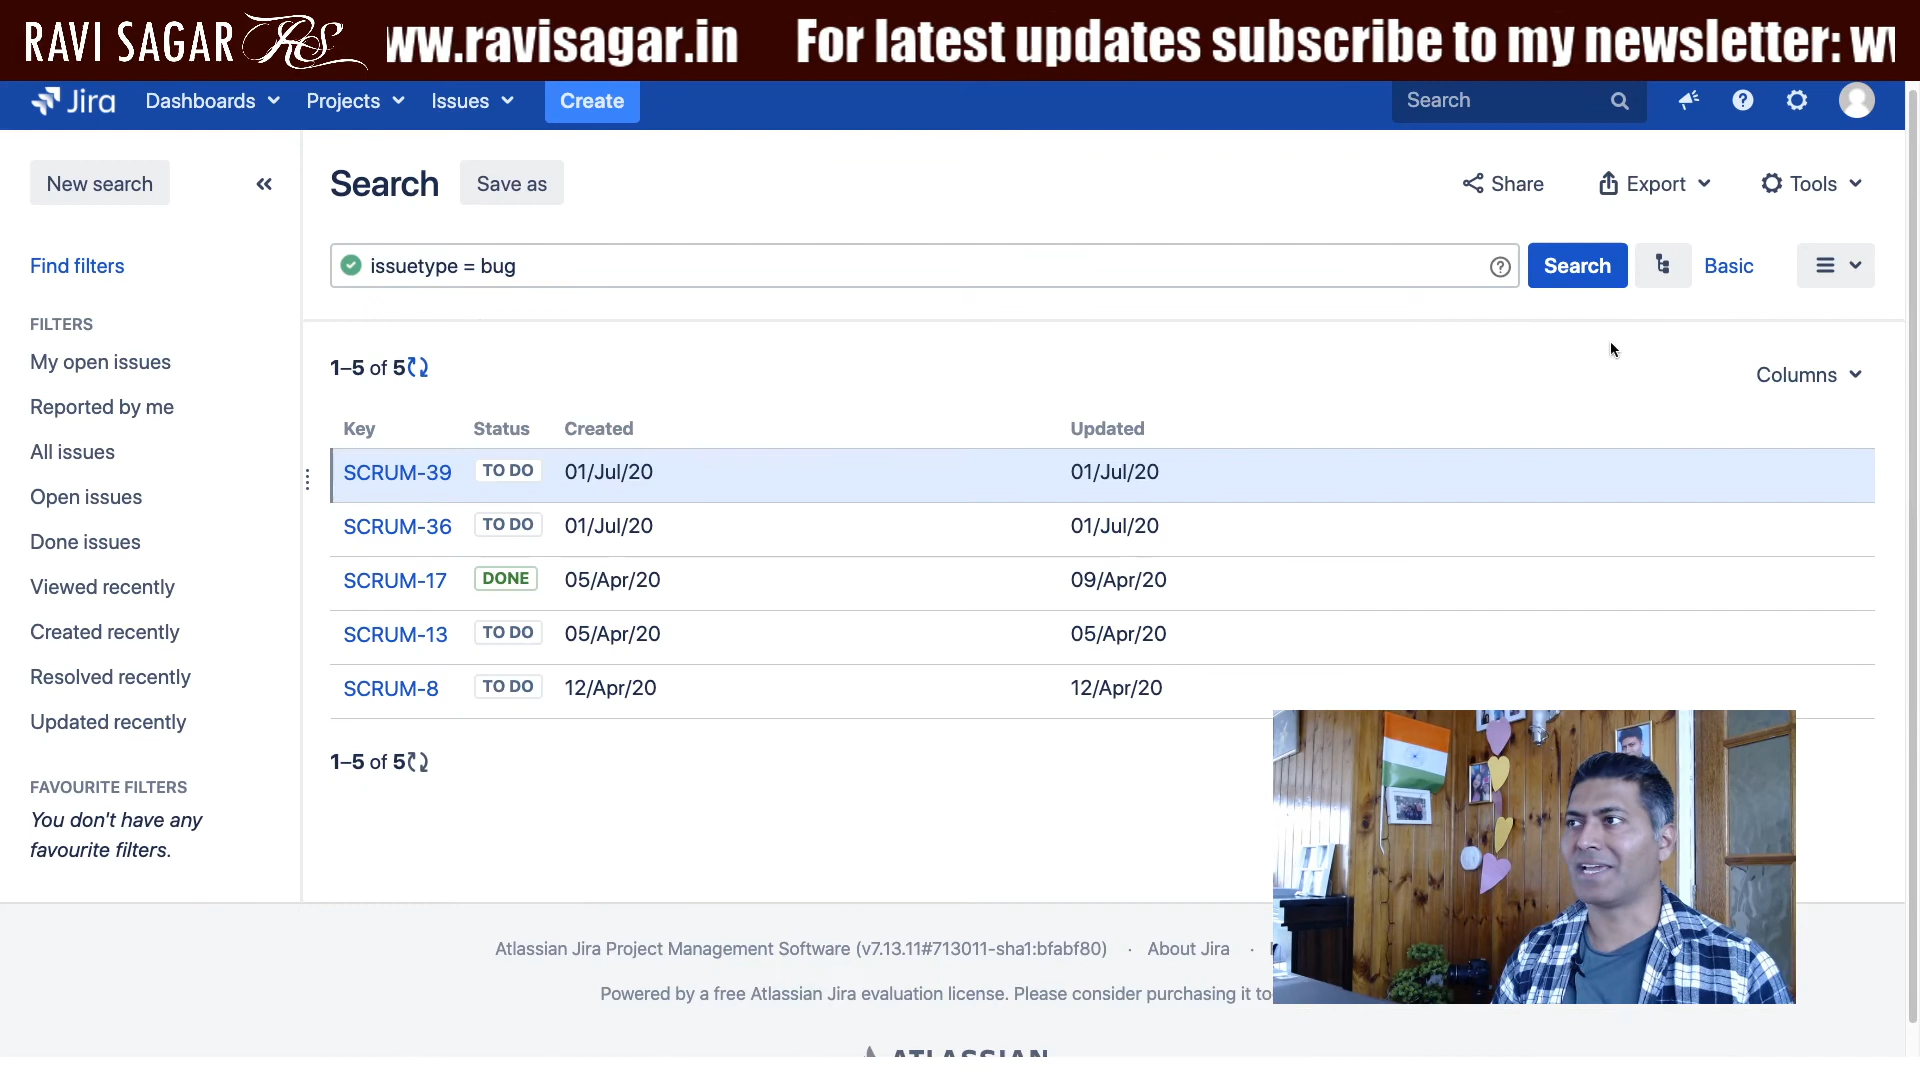 RAVI SAGAR RS ww.ravisagar.in For latest updates subscribe to my newsletter: w
Jira Dashboards Projects Issues Create Search
New search
Search Save as Share Export Tools
Find filters
issuetype = bug Search Basic
FILTERS
My open issues
Reported by me
All issues
Open issues
Done issues
Viewed recently
Created recently
Resolved recently
Updated recently
FAVOURITE FILTERS
You don't have any
favourite filters.
1–5 of 5
Columns
Key Status Created Updated
SCRUM-39 TO DO 01/Jul/20 01/Jul/20
SCRUM-36 TO DO 01/Jul/20 01/Jul/20
SCRUM-17 DONE 05/Apr/20 09/Apr/20
SCRUM-13 TO DO 05/Apr/20 05/Apr/20
SCRUM-8 TO DO 12/Apr/20 12/Apr/20
1–5 of 5
Atlassian Jira Project Management Software (v7.13.11#713011-sha1:bfabf80) · About Jira ·
Powered by a free Atlassian Jira evaluation license. Please consider purchasing it to
ATLASSIAN